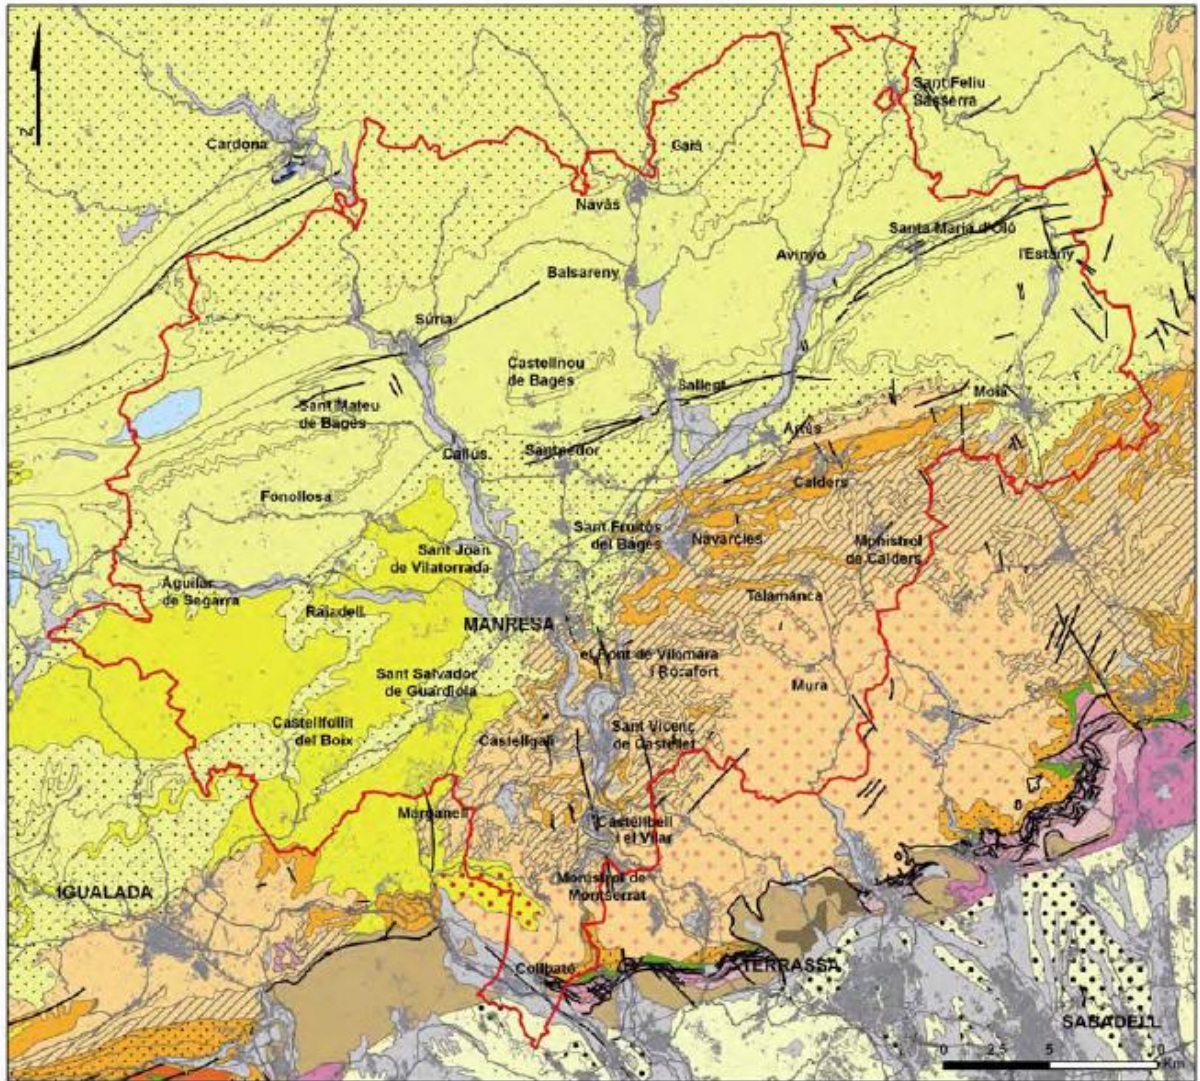 Sant Feliu
Sasserra
Cardona
Gaià
N
Navàs
Santa Maria d'Oló
Avinyó
l'Estany
Balsareny
Súria
Castellnou
de Bages
Sallent
Moià
Sant Mateu
de Bages
Artés
Callús
Santpedor
Calders
Fonollosa
Sant Fruitós
del Bages
Navarcles
Monistrol
de Calders
Sant Joan
de Vilatorrada
Aguilar
de Segarra
Rajadell
Talamanca
MANRESA
el Pont de Vilomara
i Rocafort
Sant Salvador
de Guardiola
Mura
Castellfollit
del Boix
Castellgalí
Sant Vicenç
de Castellet
Marganell
Castellbell
i el Vilar
IGUALADA
Monistrol de
Montserrat
Collbató
TERRASSA
SABADELL
0 2,5 5
Km